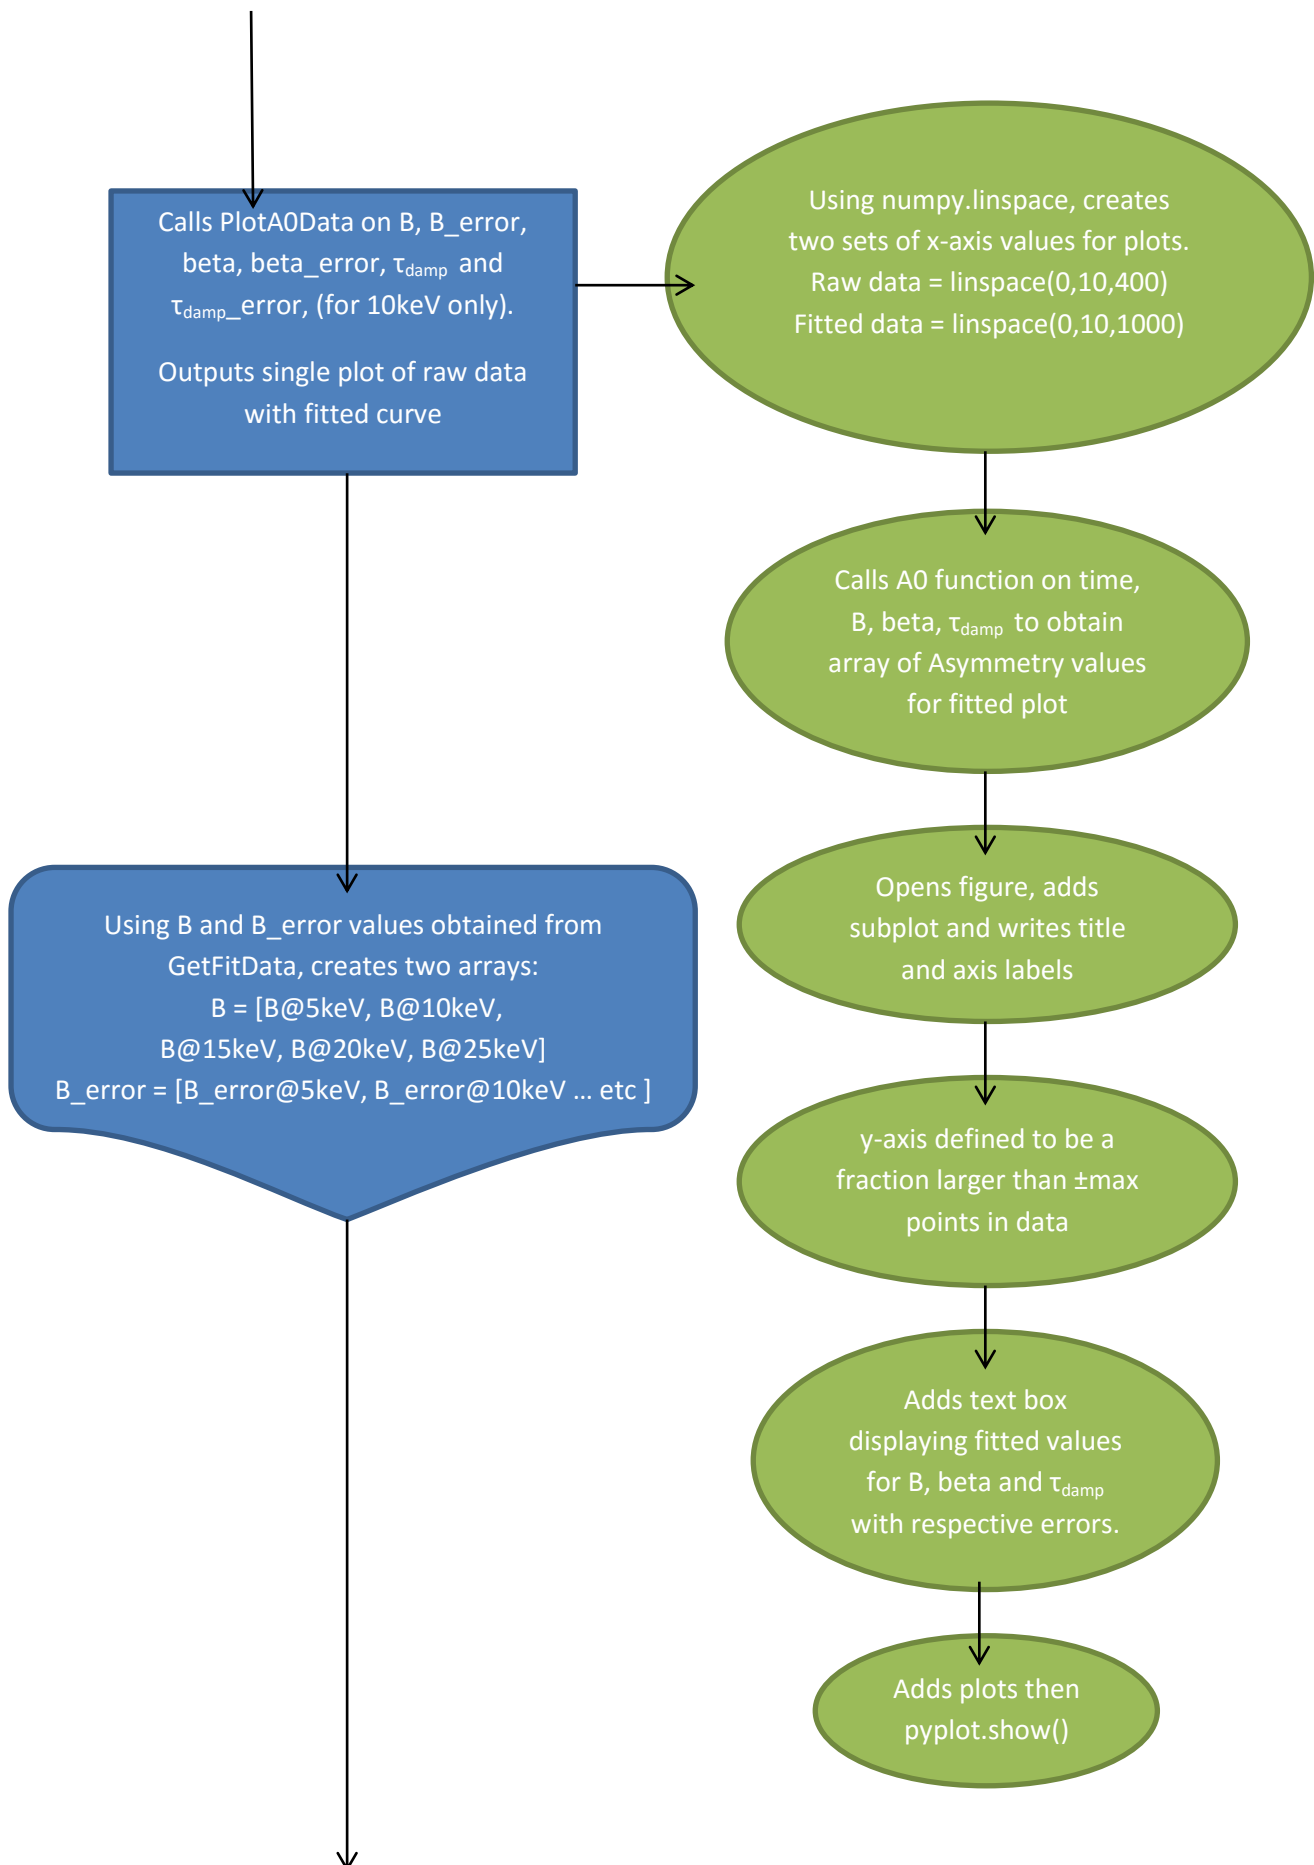 Calls PlotA0Data on B, B_error,
beta, beta_error, τdamp and
τdamp_error, (for 10keV only).
Outputs single plot of raw data
with fitted curve
Using numpy.linspace, creates
two sets of x-axis values for plots.
Raw data = linspace(0,10,400)
Fitted data = linspace(0,10,1000)
Calls A0 function on time,
B, beta, τdamp to obtain
array of Asymmetry values
for fitted plot
Opens figure, adds
subplot and writes title
and axis labels
Using B and B_error values obtained from
GetFitData, creates two arrays:
B = [B@5keV, B@10keV,
B@15keV, B@20keV, B@25keV]
B_error = [B_error@5keV, B_error@10keV ... etc ]
y-axis defined to be a
fraction larger than ±max
points in data
Adds text box
displaying fitted values
for B, beta and τdamp
with respective errors.
Adds plots then
pyplot.show()